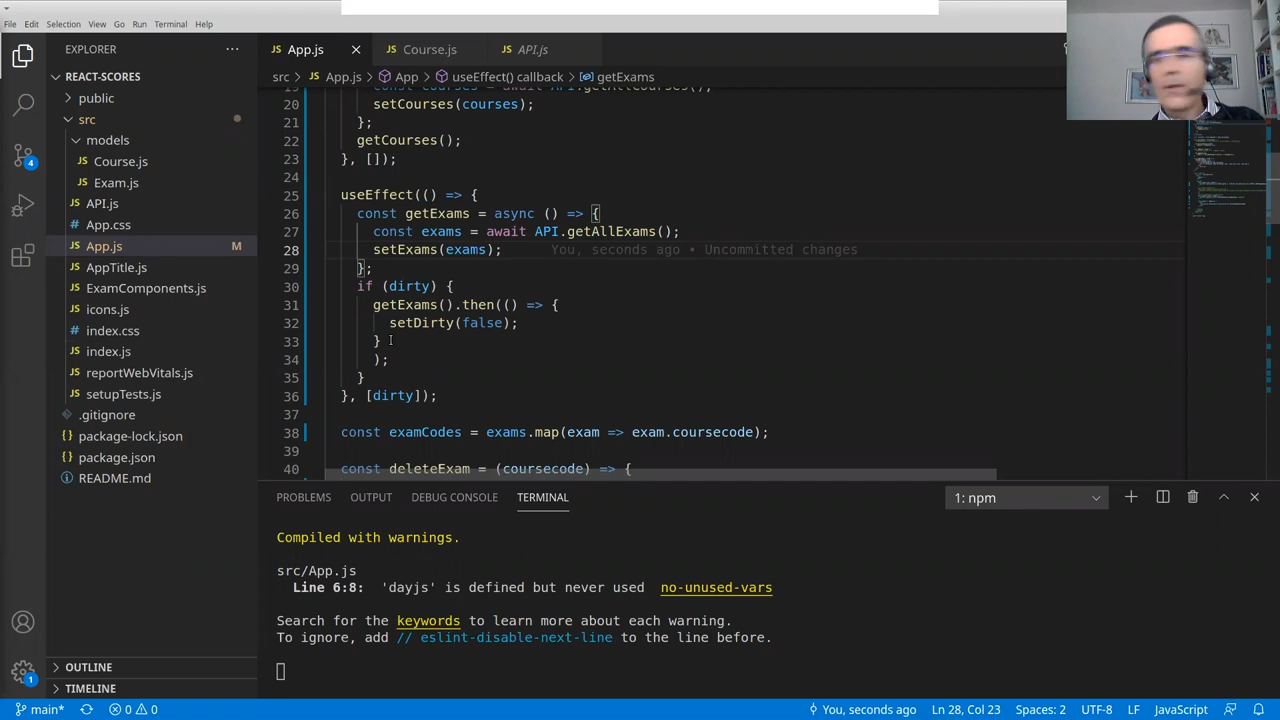 File Edit Selection View Go Run Terminal Help
EXPLORER
App.js
Course.js
API.js
REACT-SCORES
public
src
models
Course.js
Exam.js
API.js
App.css
App.js M
AppTitle.js
ExamComponents.js
icons.js
index.css
index.js
reportWebVitals.js
setupTests.js
.gitignore
package-lock.json
package.json
README.md
OUTLINE
TIMELINE
4
1
src > App.js > App > useEffect() callback > getExams
19 const courses = await API.getAllCourses();
20 setCourses(courses);
21 };
22 getCourses();
23 }, []);
24
25 useEffect(() => {
26 const getExams = async () => {
27 const exams = await API.getAllExams();
28 setExams(exams); You, seconds ago • Uncommitted changes
29 };
30 if (dirty) {
31 getExams().then(() => {
32 setDirty(false);
33 }
34 );
35 }
36 }, [dirty]);
37
38 const examCodes = exams.map(exam => exam.coursecode);
39
40 const deleteExam = (coursecode) => {
PROBLEMS OUTPUT DEBUG CONSOLE TERMINAL
1: npm
Compiled with warnings.
src/App.js
Line 6:8: 'dayjs' is defined but never used no-unused-vars
Search for the keywords to learn more about each warning.
To ignore, add // eslint-disable-next-line to the line before.
main* 0 0 You, seconds ago Ln 28, Col 23 Spaces: 2 UTF-8 LF JavaScript